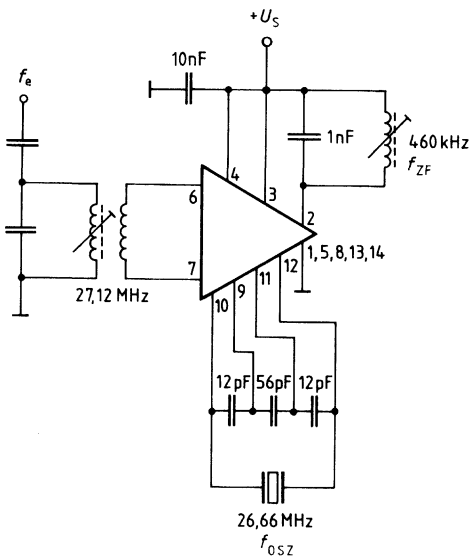 +U_S
10nF
f_e
4
3
1nF
460 kHz
f_ZF
6
2
7
1, 5, 8, 13, 14
27,12 MHz
10
9
11
12
12pF 56pF 12pF
26,66 MHz
f_OSZ